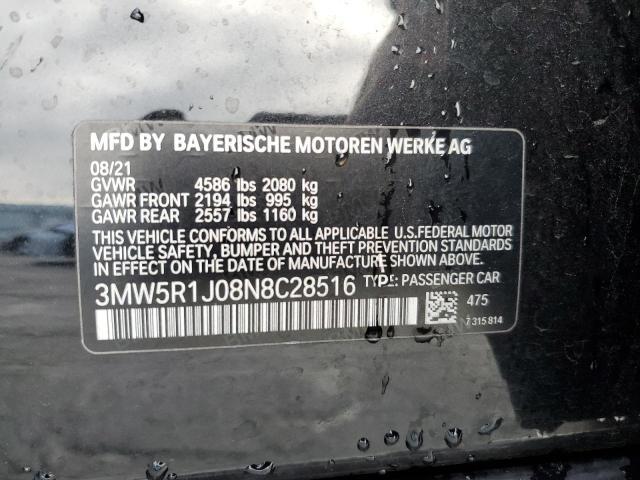 MFD BY BAYERISCHE MOTOREN WERKE AG
08/21
GVWR 4586 lbs 2080 kg
GAWR FRONT 2194 lbs 995 kg
GAWR REAR 2557 lbs 1160 kg
THIS VEHICLE CONFORMS TO ALL APPLICABLE U.S.FEDERAL MOTOR
VEHICLE SAFETY, BUMPER AND THEFT PREVENTION STANDARDS
IN EFFECT ON THE DATE OF MANUFACTURE SHOWN ABOVE.
3MW5R1J08N8C28516 TYPE: PASSENGER CAR
475
7 315 814